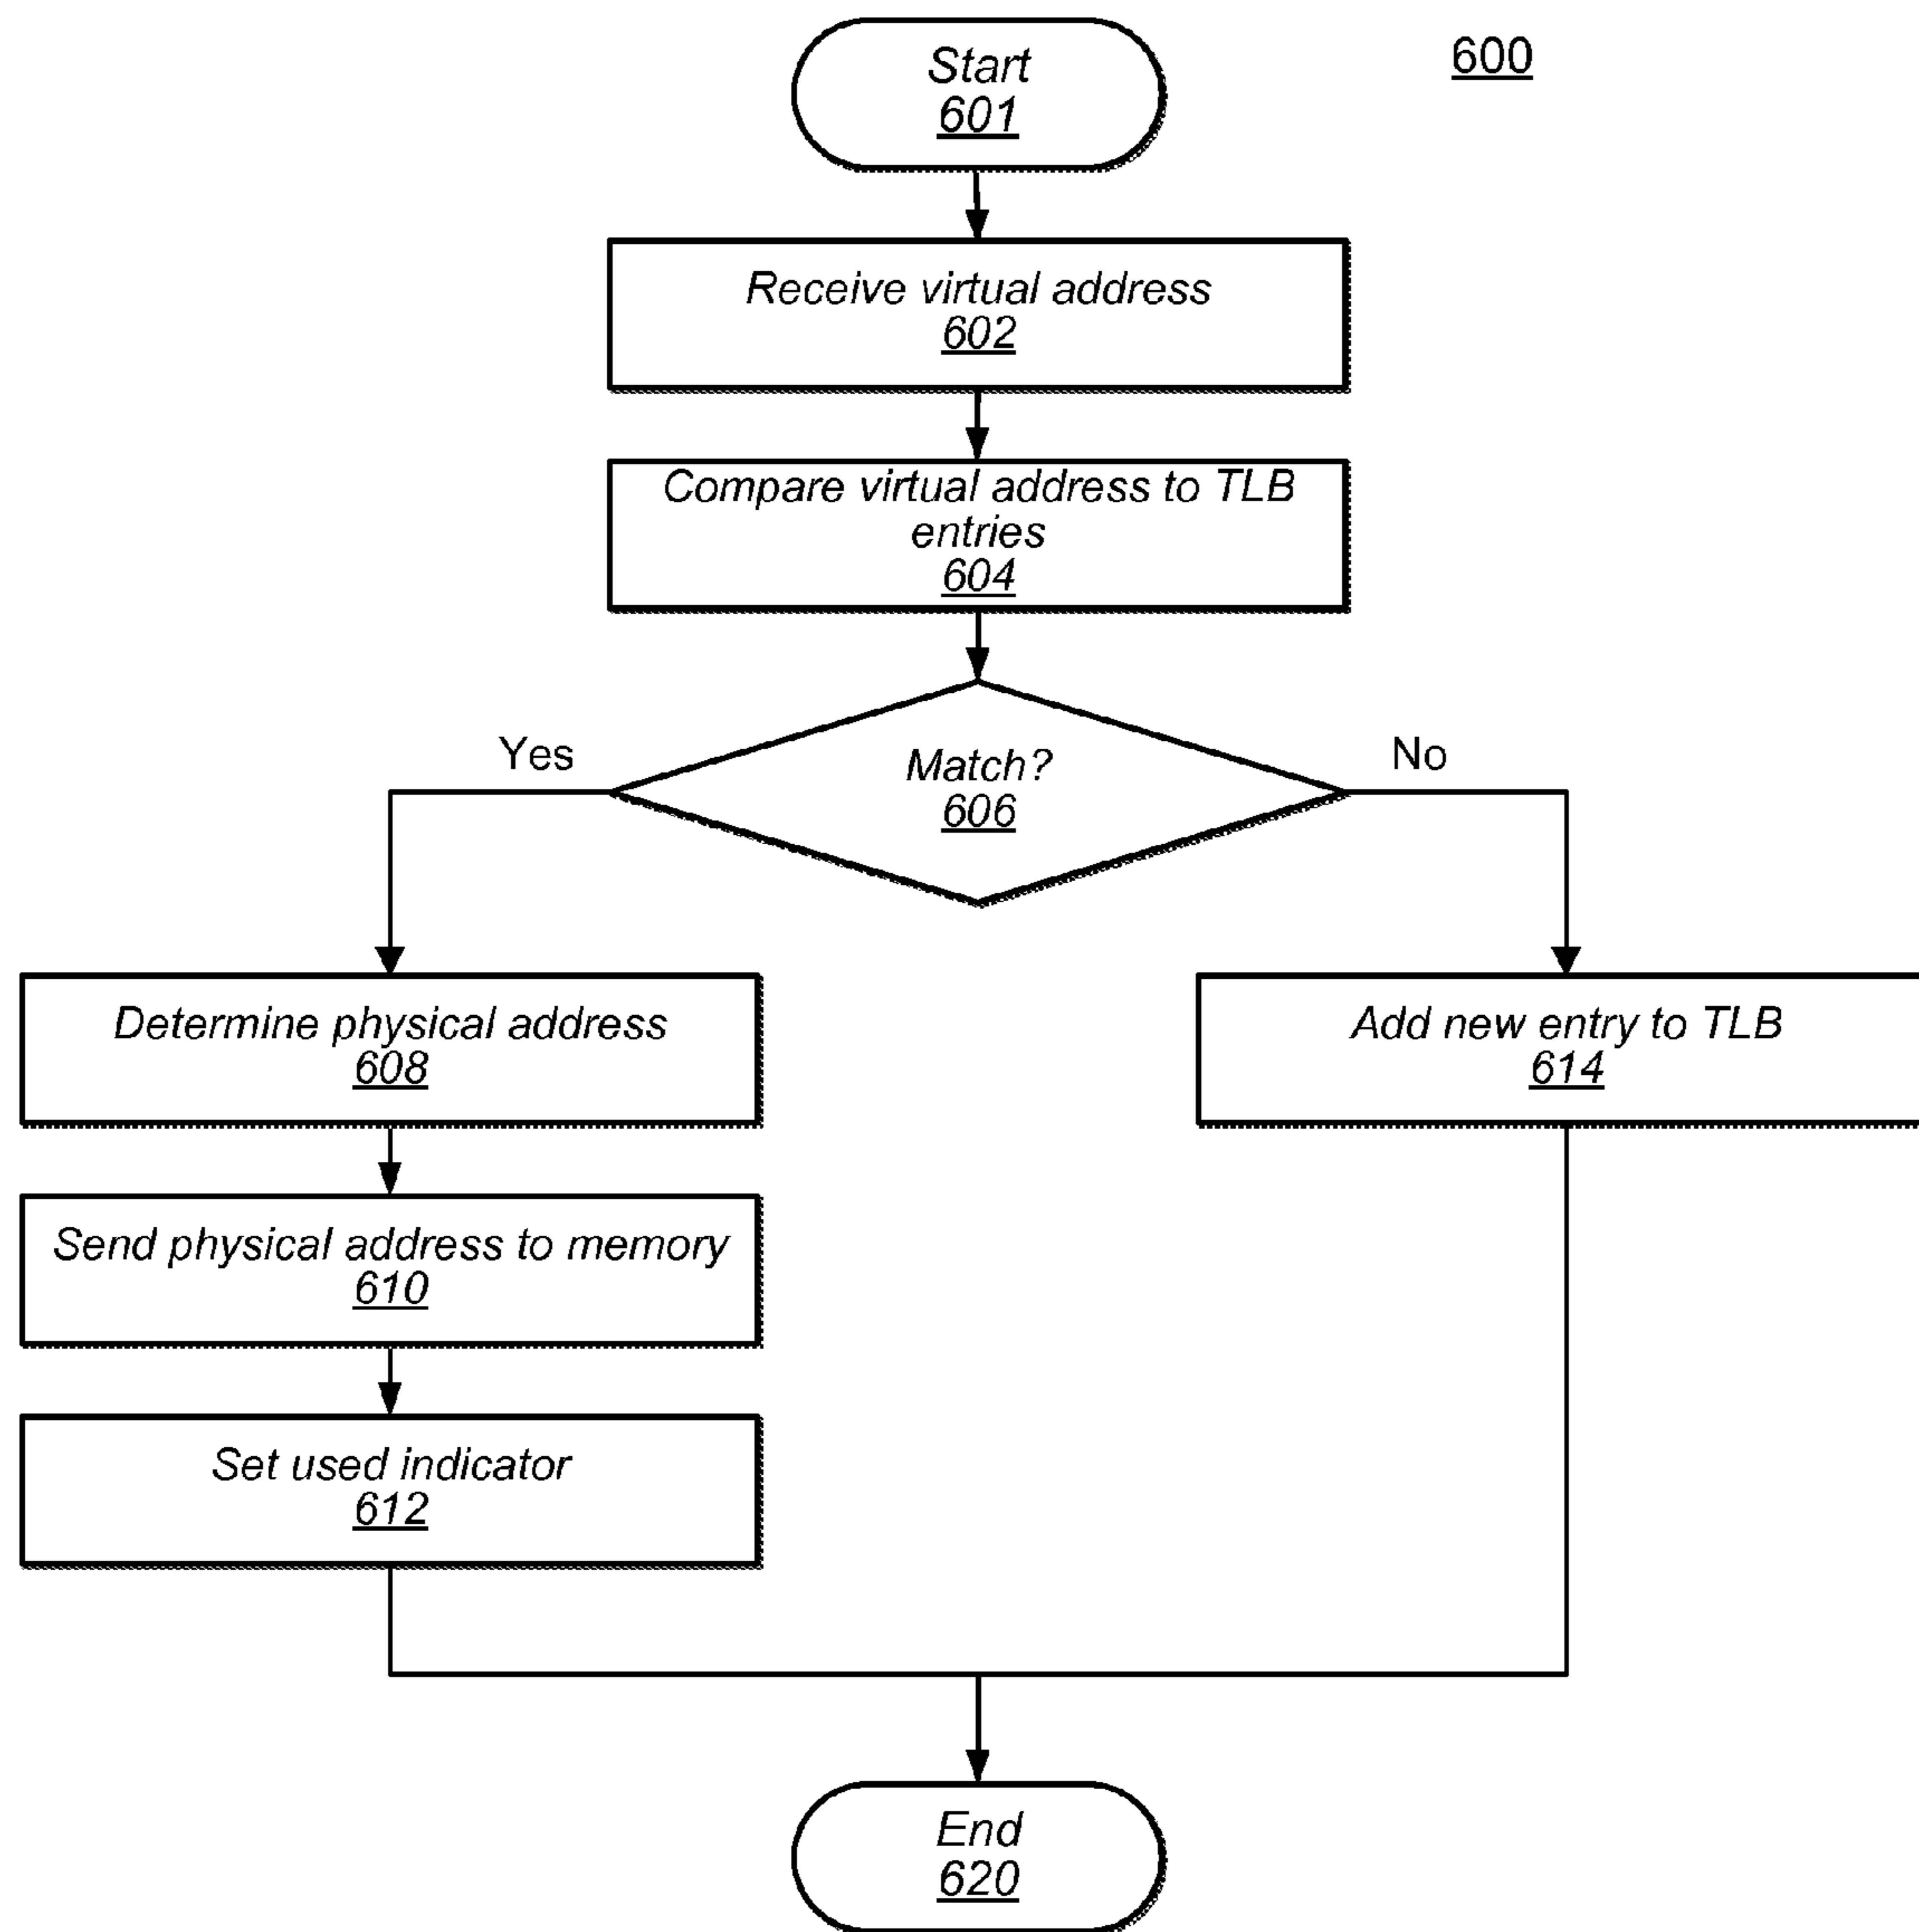 600
Start
601
Receive virtual address
602
Compare virtual address to TLB
entries
604
Match?
606
Yes
No
Determine physical address
608
Add new entry to TLB
614
Send physical address to memory
610
Set used indicator
612
End
620